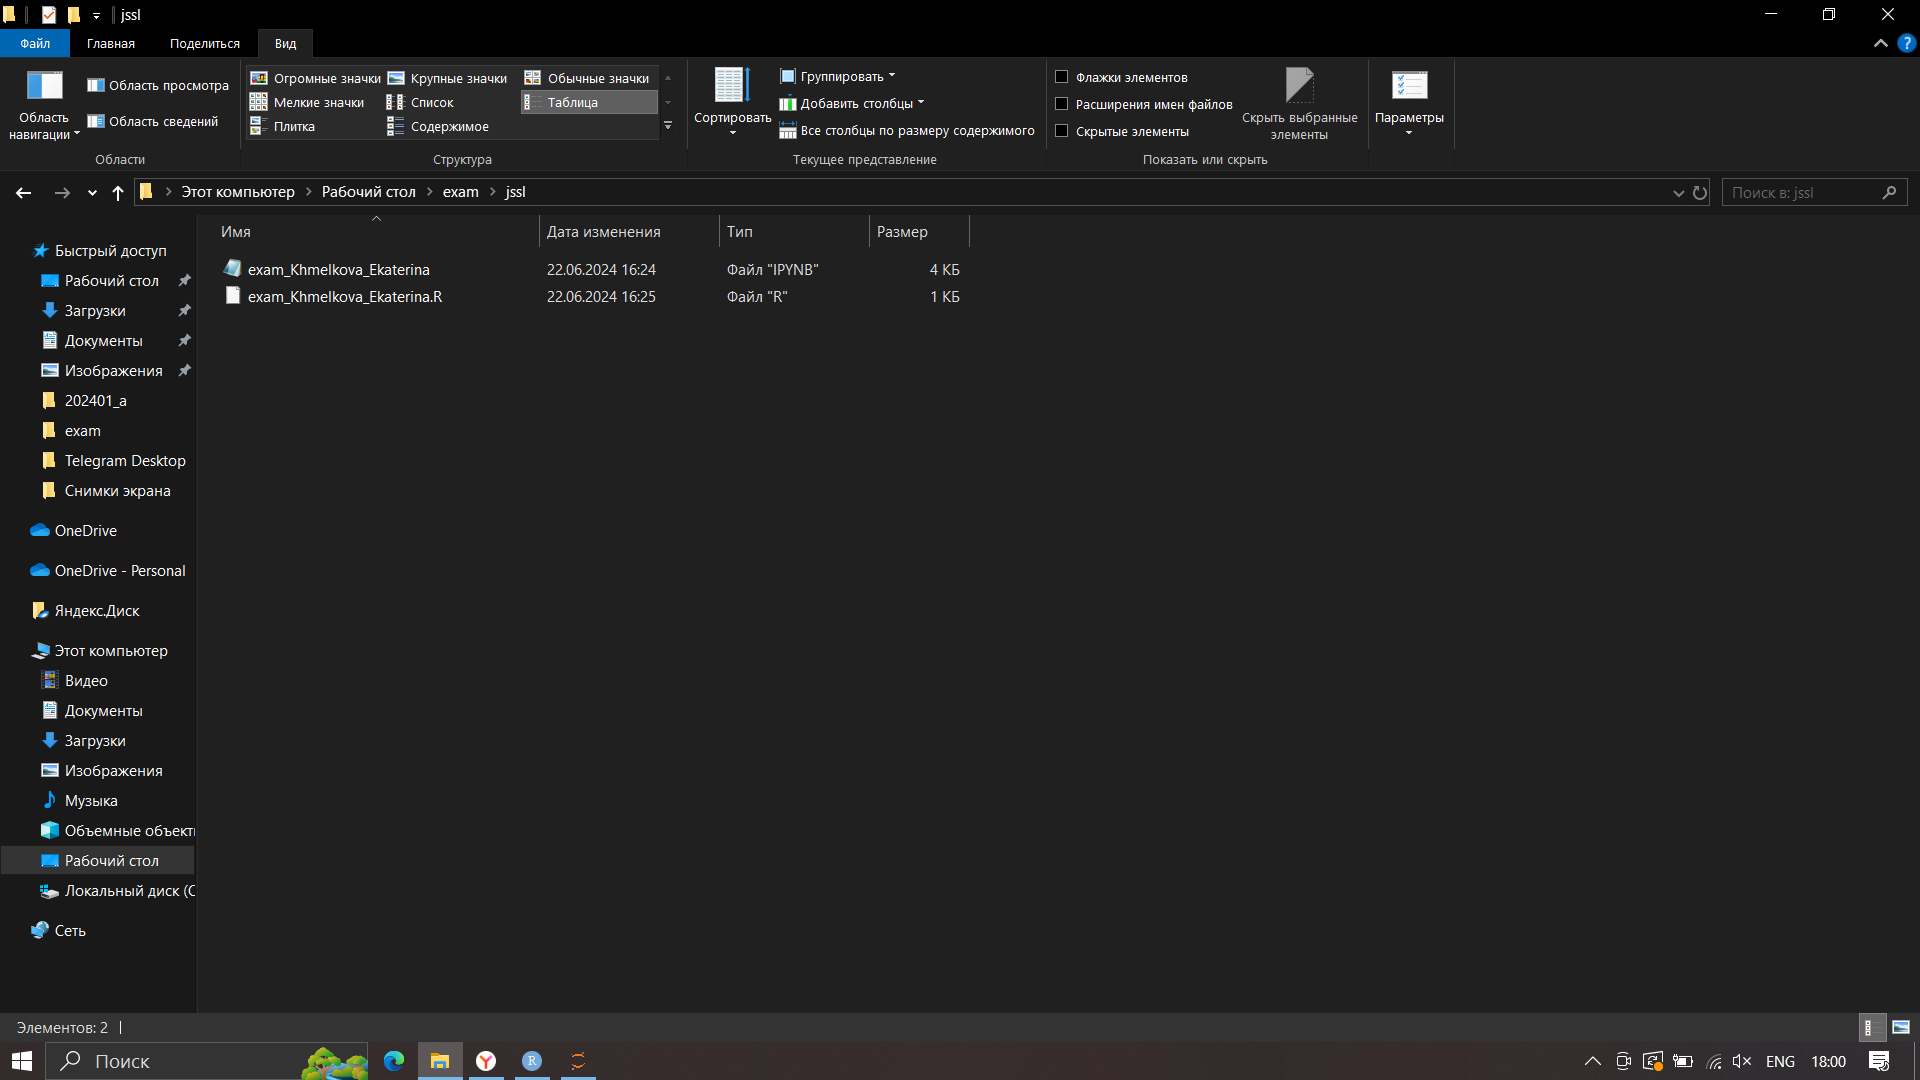 jssl
Файл Главная Поделиться Вид
Область навигации
Область просмотра
Область сведений
Области
Огромные значки Крупные значки Обычные значки
Мелкие значки Список Таблица
Плитка Содержимое
Структура
Сортировать
Группировать
Добавить столбцы
Все столбцы по размеру содержимого
Текущее представление
Флажки элементов
Расширения имен файлов
Скрытые элементы
Скрыть выбранные
элементы
Показать или скрыть
Параметры
Этот компьютер Рабочий стол exam jssl
Поиск в: jssl
Имя Дата изменения Тип Размер
exam_Khmelkova_Ekaterina 22.06.2024 16:24 Файл "IPYNB" 4 КБ
exam_Khmelkova_Ekaterina.R 22.06.2024 16:25 Файл "R" 1 КБ
Быстрый доступ
Рабочий стол
Загрузки
Документы
Изображения
202401_a
exam
Telegram Desktop
Снимки экрана
OneDrive
OneDrive - Personal
Яндекс.Диск
Этот компьютер
Видео
Документы
Загрузки
Изображения
Музыка
Объемные объект
Рабочий стол
Локальный диск (C
Сеть
Элементов: 2
Поиск
ENG 18:00